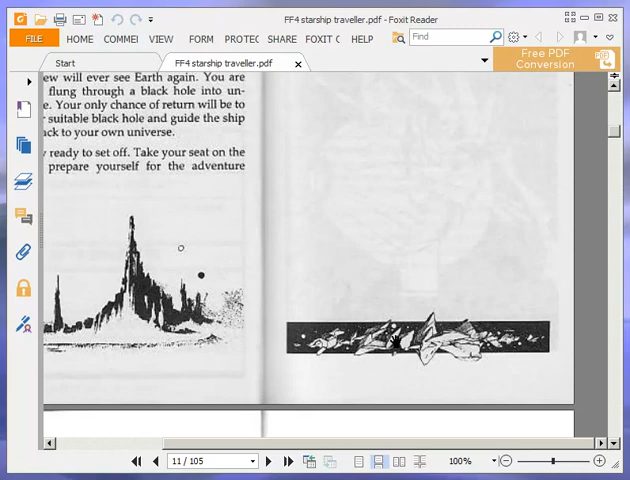 FF4 starship traveller.pdf - Foxit Reader
FILE HOME COMMEI VIEW FORM PROTEC SHARE FOXIT C HELP Find
Start FF4 starship traveller.pdf Free PDF Conversion
ew will ever see Earth again. You are
flung through a black hole into un-
e. Your only chance of return will be to
r suitable black hole and guide the ship
ack to your own universe.
y ready to set off. Take your seat on the
prepare yourself for the adventure
11 / 105 100%